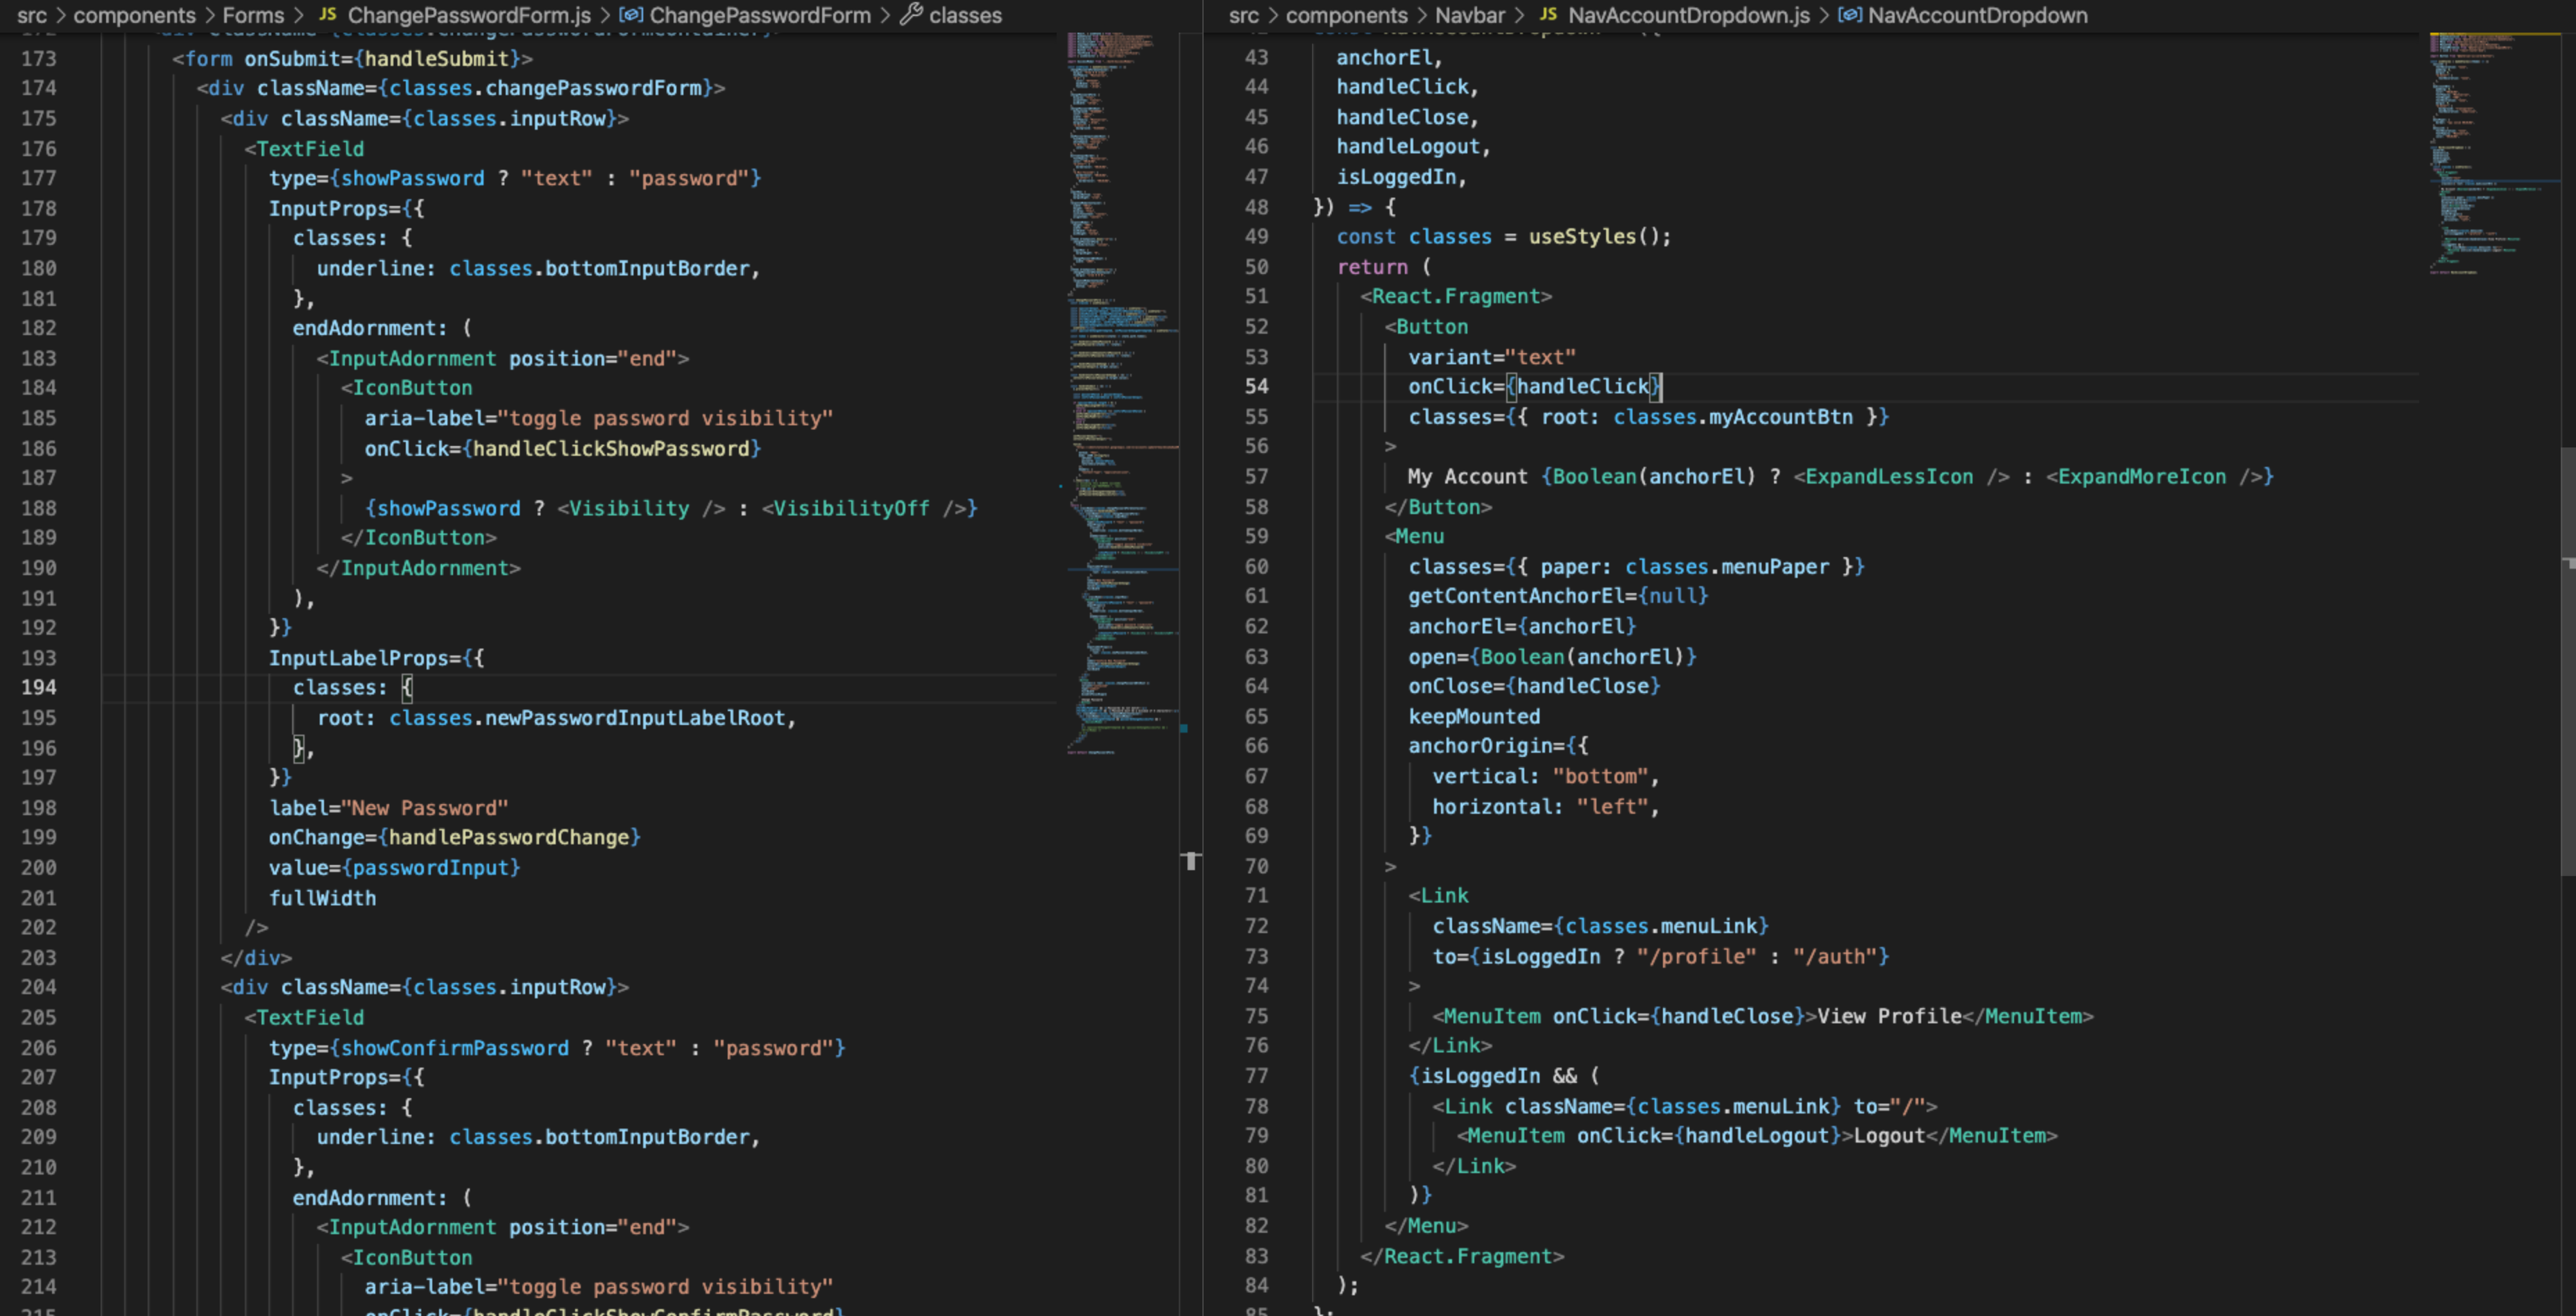 src > components > Forms > JS ChangePasswordForm.js > ChangePasswordForm > classes
173 <form onSubmit={handleSubmit}>
174 <div className={classes.changePasswordForm}>
175 <div className={classes.inputRow}>
176 <TextField
177 type={showPassword ? "text" : "password"}
178 InputProps={{
179 classes: {
180 underline: classes.bottomInputBorder,
181 },
182 endAdornment: (
183 <InputAdornment position="end">
184 <IconButton
185 aria-label="toggle password visibility"
186 onClick={handleClickShowPassword}
187 >
188 {showPassword ? <Visibility /> : <VisibilityOff />}
189 </IconButton>
190 </InputAdornment>
191 ),
192 }}
193 InputLabelProps={{
194 classes: {
195 root: classes.newPasswordInputLabelRoot,
196 },
197 }}
198 label="New Password"
199 onChange={handlePasswordChange}
200 value={passwordInput}
201 fullWidth
202 />
203 </div>
204 <div className={classes.inputRow}>
205 <TextField
206 type={showConfirmPassword ? "text" : "password"}
207 InputProps={{
208 classes: {
209 underline: classes.bottomInputBorder,
210 },
211 endAdornment: (
212 <InputAdornment position="end">
213 <IconButton
214 aria-label="toggle password visibility"
215 onClick={handleClickShowConfirmPassword}
src > components > Navbar > JS NavAccountDropdown.js > NavAccountDropdown
42 const NavAccountDropdown = ({
43 anchorEl,
44 handleClick,
45 handleClose,
46 handleLogout,
47 isLoggedIn,
48 }) => {
49 const classes = useStyles();
50 return (
51 <React.Fragment>
52 <Button
53 variant="text"
54 onClick={handleClick}
55 classes={{ root: classes.myAccountBtn }}
56 >
57 My Account {Boolean(anchorEl) ? <ExpandLessIcon /> : <ExpandMoreIcon />}
58 </Button>
59 <Menu
60 classes={{ paper: classes.menuPaper }}
61 getContentAnchorEl={null}
62 anchorEl={anchorEl}
63 open={Boolean(anchorEl)}
64 onClose={handleClose}
65 keepMounted
66 anchorOrigin={{
67 vertical: "bottom",
68 horizontal: "left",
69 }}
70 >
71 <Link
72 className={classes.menuLink}
73 to={isLoggedIn ? "/profile" : "/auth"}
74 >
75 <MenuItem onClick={handleClose}>View Profile</MenuItem>
76 </Link>
77 {isLoggedIn && (
78 <Link className={classes.menuLink} to="/">
79 <MenuItem onClick={handleLogout}>Logout</MenuItem>
80 </Link>
81 )}
82 </Menu>
83 </React.Fragment>
84 );
85 };